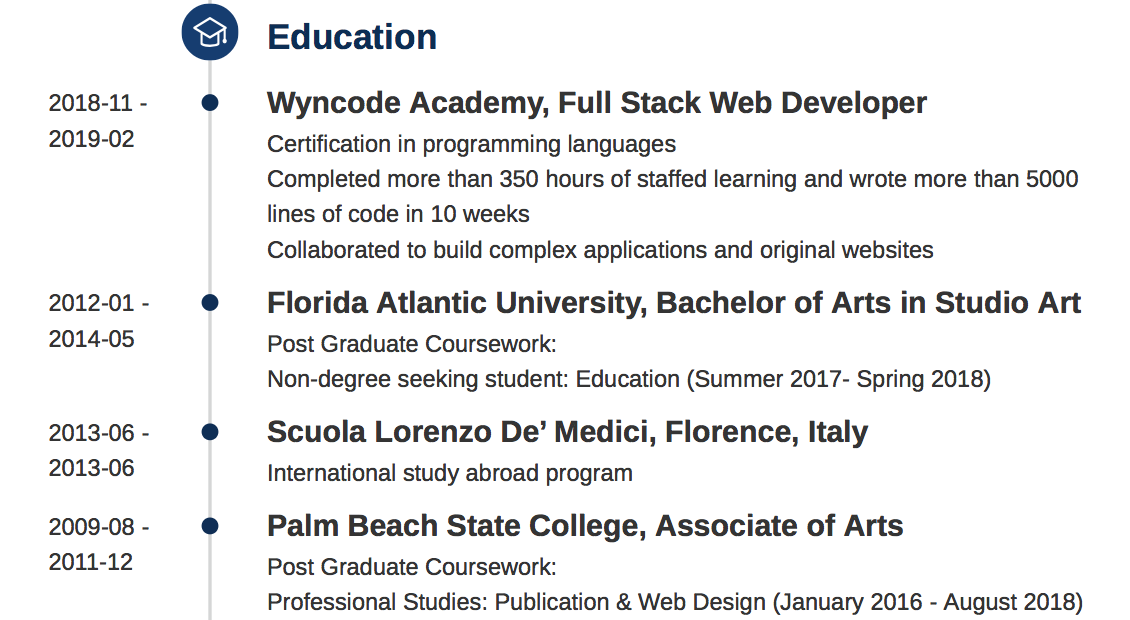 Education
2018-11 -
2019-02
Wyncode Academy, Full Stack Web Developer
Certification in programming languages
Completed more than 350 hours of staffed learning and wrote more than 5000
lines of code in 10 weeks
Collaborated to build complex applications and original websites
2012-01 -
2014-05
Florida Atlantic University, Bachelor of Arts in Studio Art
Post Graduate Coursework:
Non-degree seeking student: Education (Summer 2017- Spring 2018)
2013-06 -
2013-06
Scuola Lorenzo De’ Medici, Florence, Italy
International study abroad program
2009-08 -
2011-12
Palm Beach State College, Associate of Arts
Post Graduate Coursework:
Professional Studies: Publication & Web Design (January 2016 - August 2018)